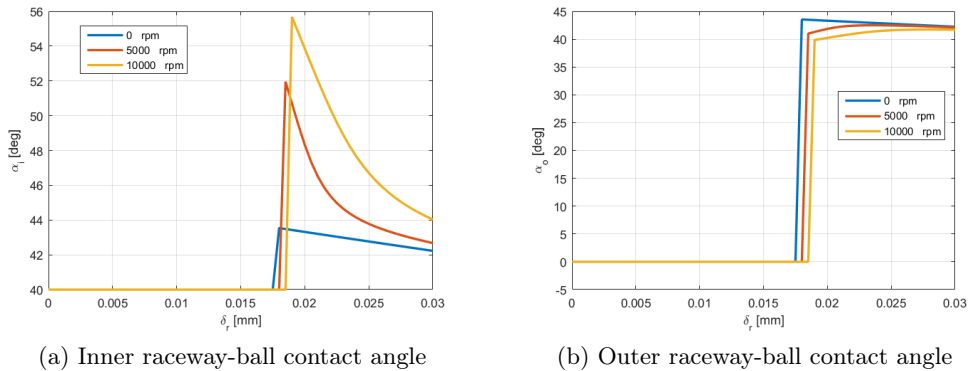 56
54
52
50
48
46
44
42
40
α_i [deg]
0 rpm
5000 rpm
10000 rpm
0 0.005 0.01 0.015 0.02 0.025 0.03
δ_r [mm]
(a) Inner raceway-ball contact angle
45
40
35
30
25
20
15
10
5
0
-5
α_o [deg]
0 rpm
5000 rpm
10000 rpm
0 0.005 0.01 0.015 0.02 0.025 0.03
δ_r [mm]
(b) Outer raceway-ball contact angle